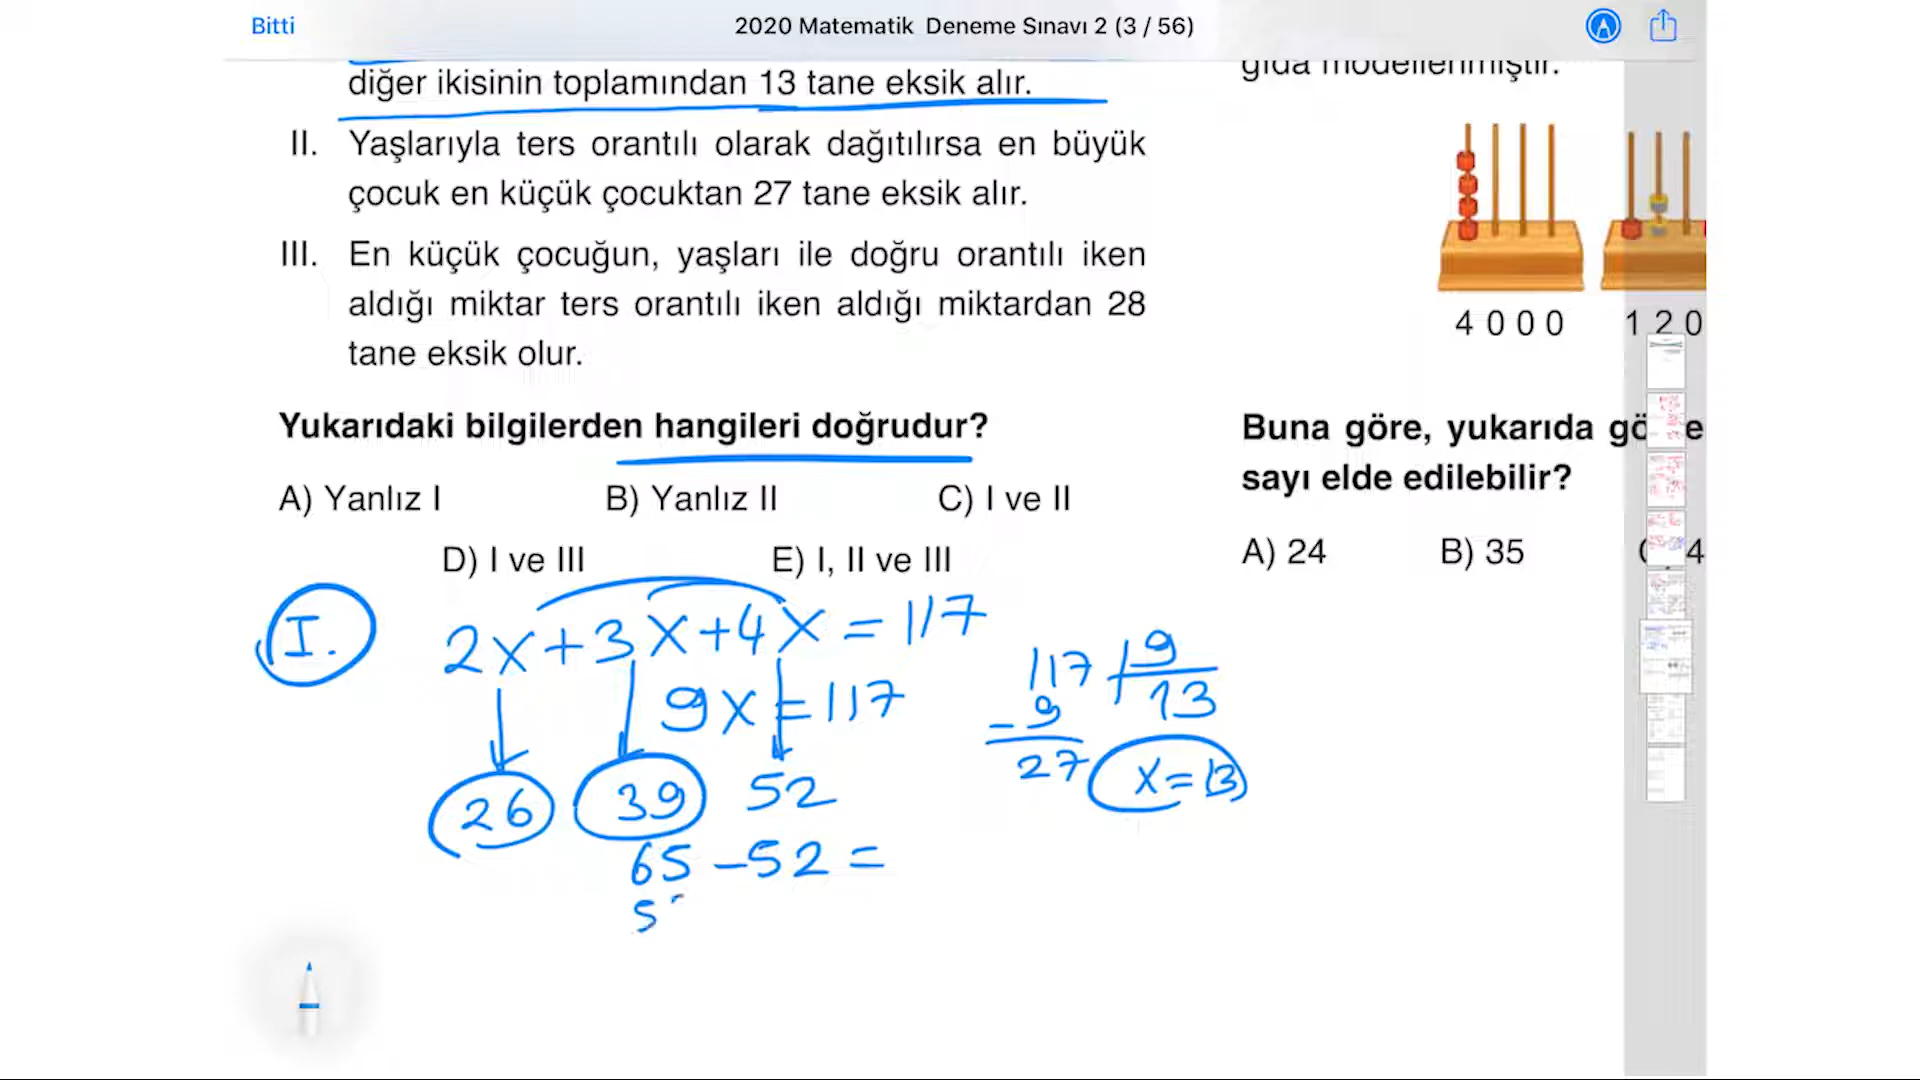 Bitti
2020 Matematik Deneme Sınavı 2 (3 / 56)
diğer ikisinin toplamından 13 tane eksik alır.
II. Yaşlarıyla ters orantılı olarak dağıtılırsa en büyük
çocuk en küçük çocuktan 27 tane eksik alır.
III. En küçük çocuğun, yaşları ile doğru orantılı iken
aldığı miktar ters orantılı iken aldığı miktardan 28
tane eksik olur.
Yukarıdaki bilgilerden hangileri doğrudur?
A) Yanlız I B) Yanlız II C) I ve II
D) I ve III E) I, II ve III
I.
2x+3x+4x=117
9x=117
26 39 52
65-52=
5
117 9
-9 13
27 x=13
gıda modellenmiştir.
4 0 0 0 1 2 0
Buna göre, yukarıda
sayı elde edilebilir?
A) 24 B) 35